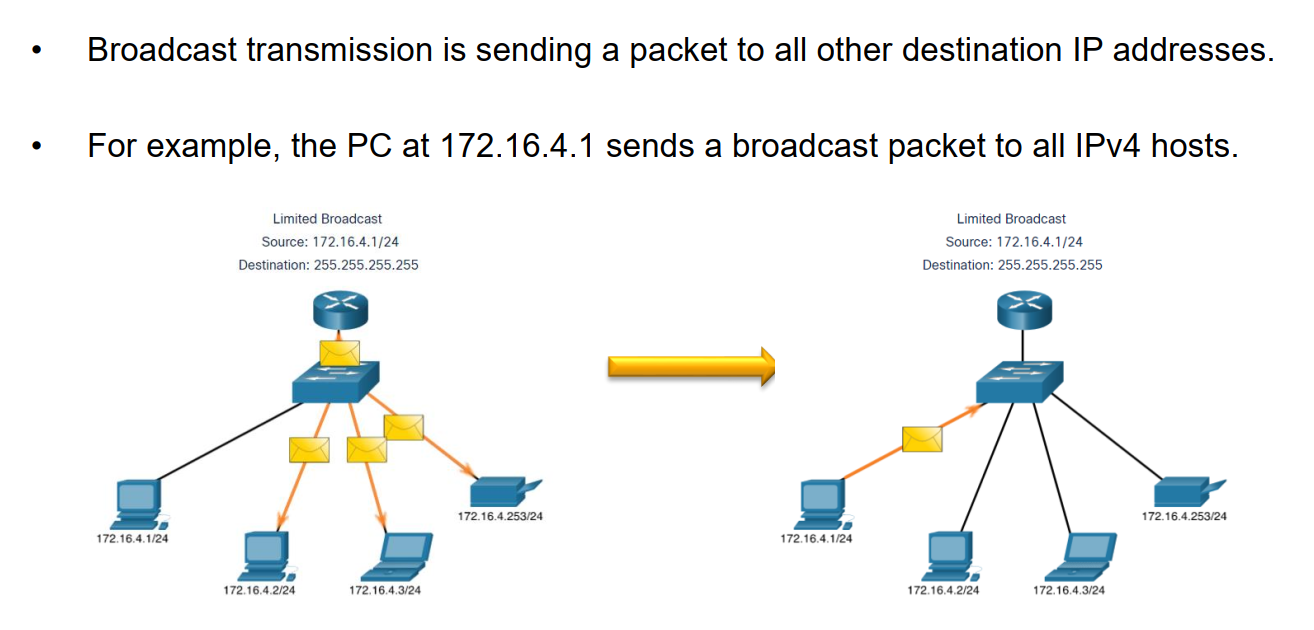 • Broadcast transmission is sending a packet to all other destination IP addresses.
• For example, the PC at 172.16.4.1 sends a broadcast packet to all IPv4 hosts.
Limited Broadcast
Source: 172.16.4.1/24
Destination: 255.255.255.255
172.16.4.1/24
172.16.4.2/24
172.16.4.3/24
172.16.4.253/24
Limited Broadcast
Source: 172.16.4.1/24
Destination: 255.255.255.255
172.16.4.1/24
172.16.4.2/24
172.16.4.3/24
172.16.4.253/24